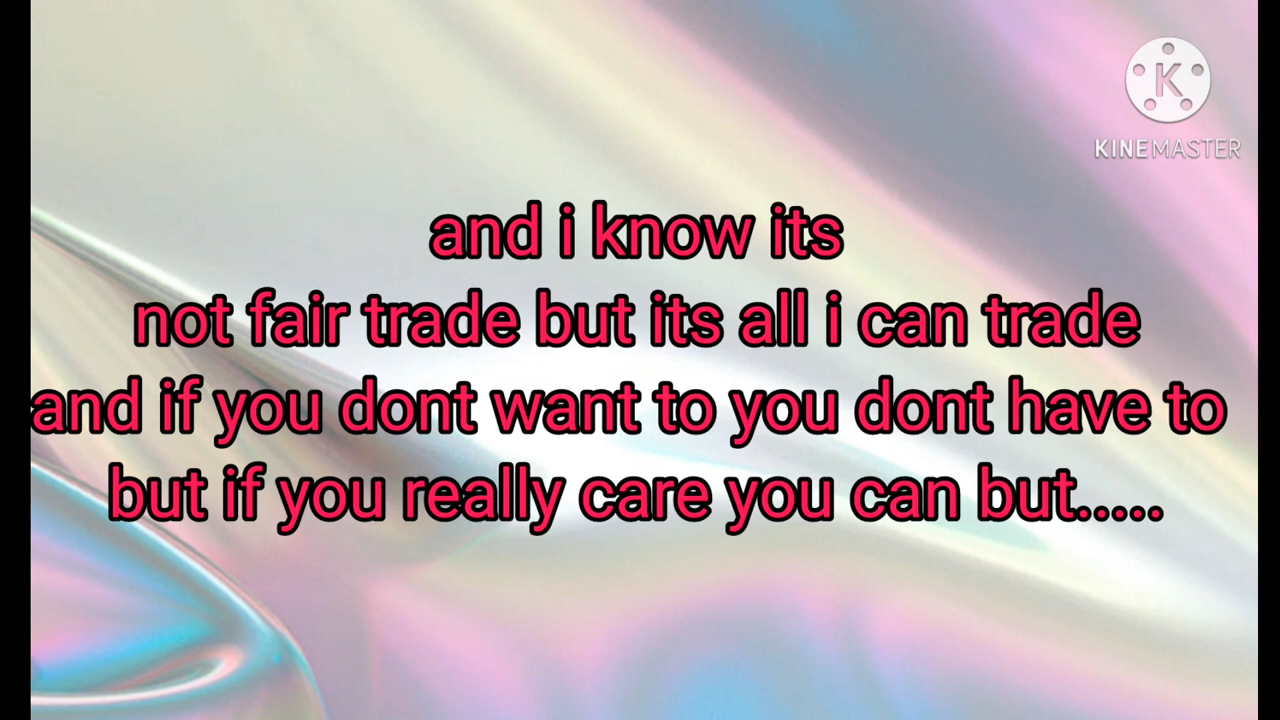 K
KINEMASTER
and i know its
not fair trade but its all i can trade
and if you dont want to you dont have to
but if you really care you can but.....